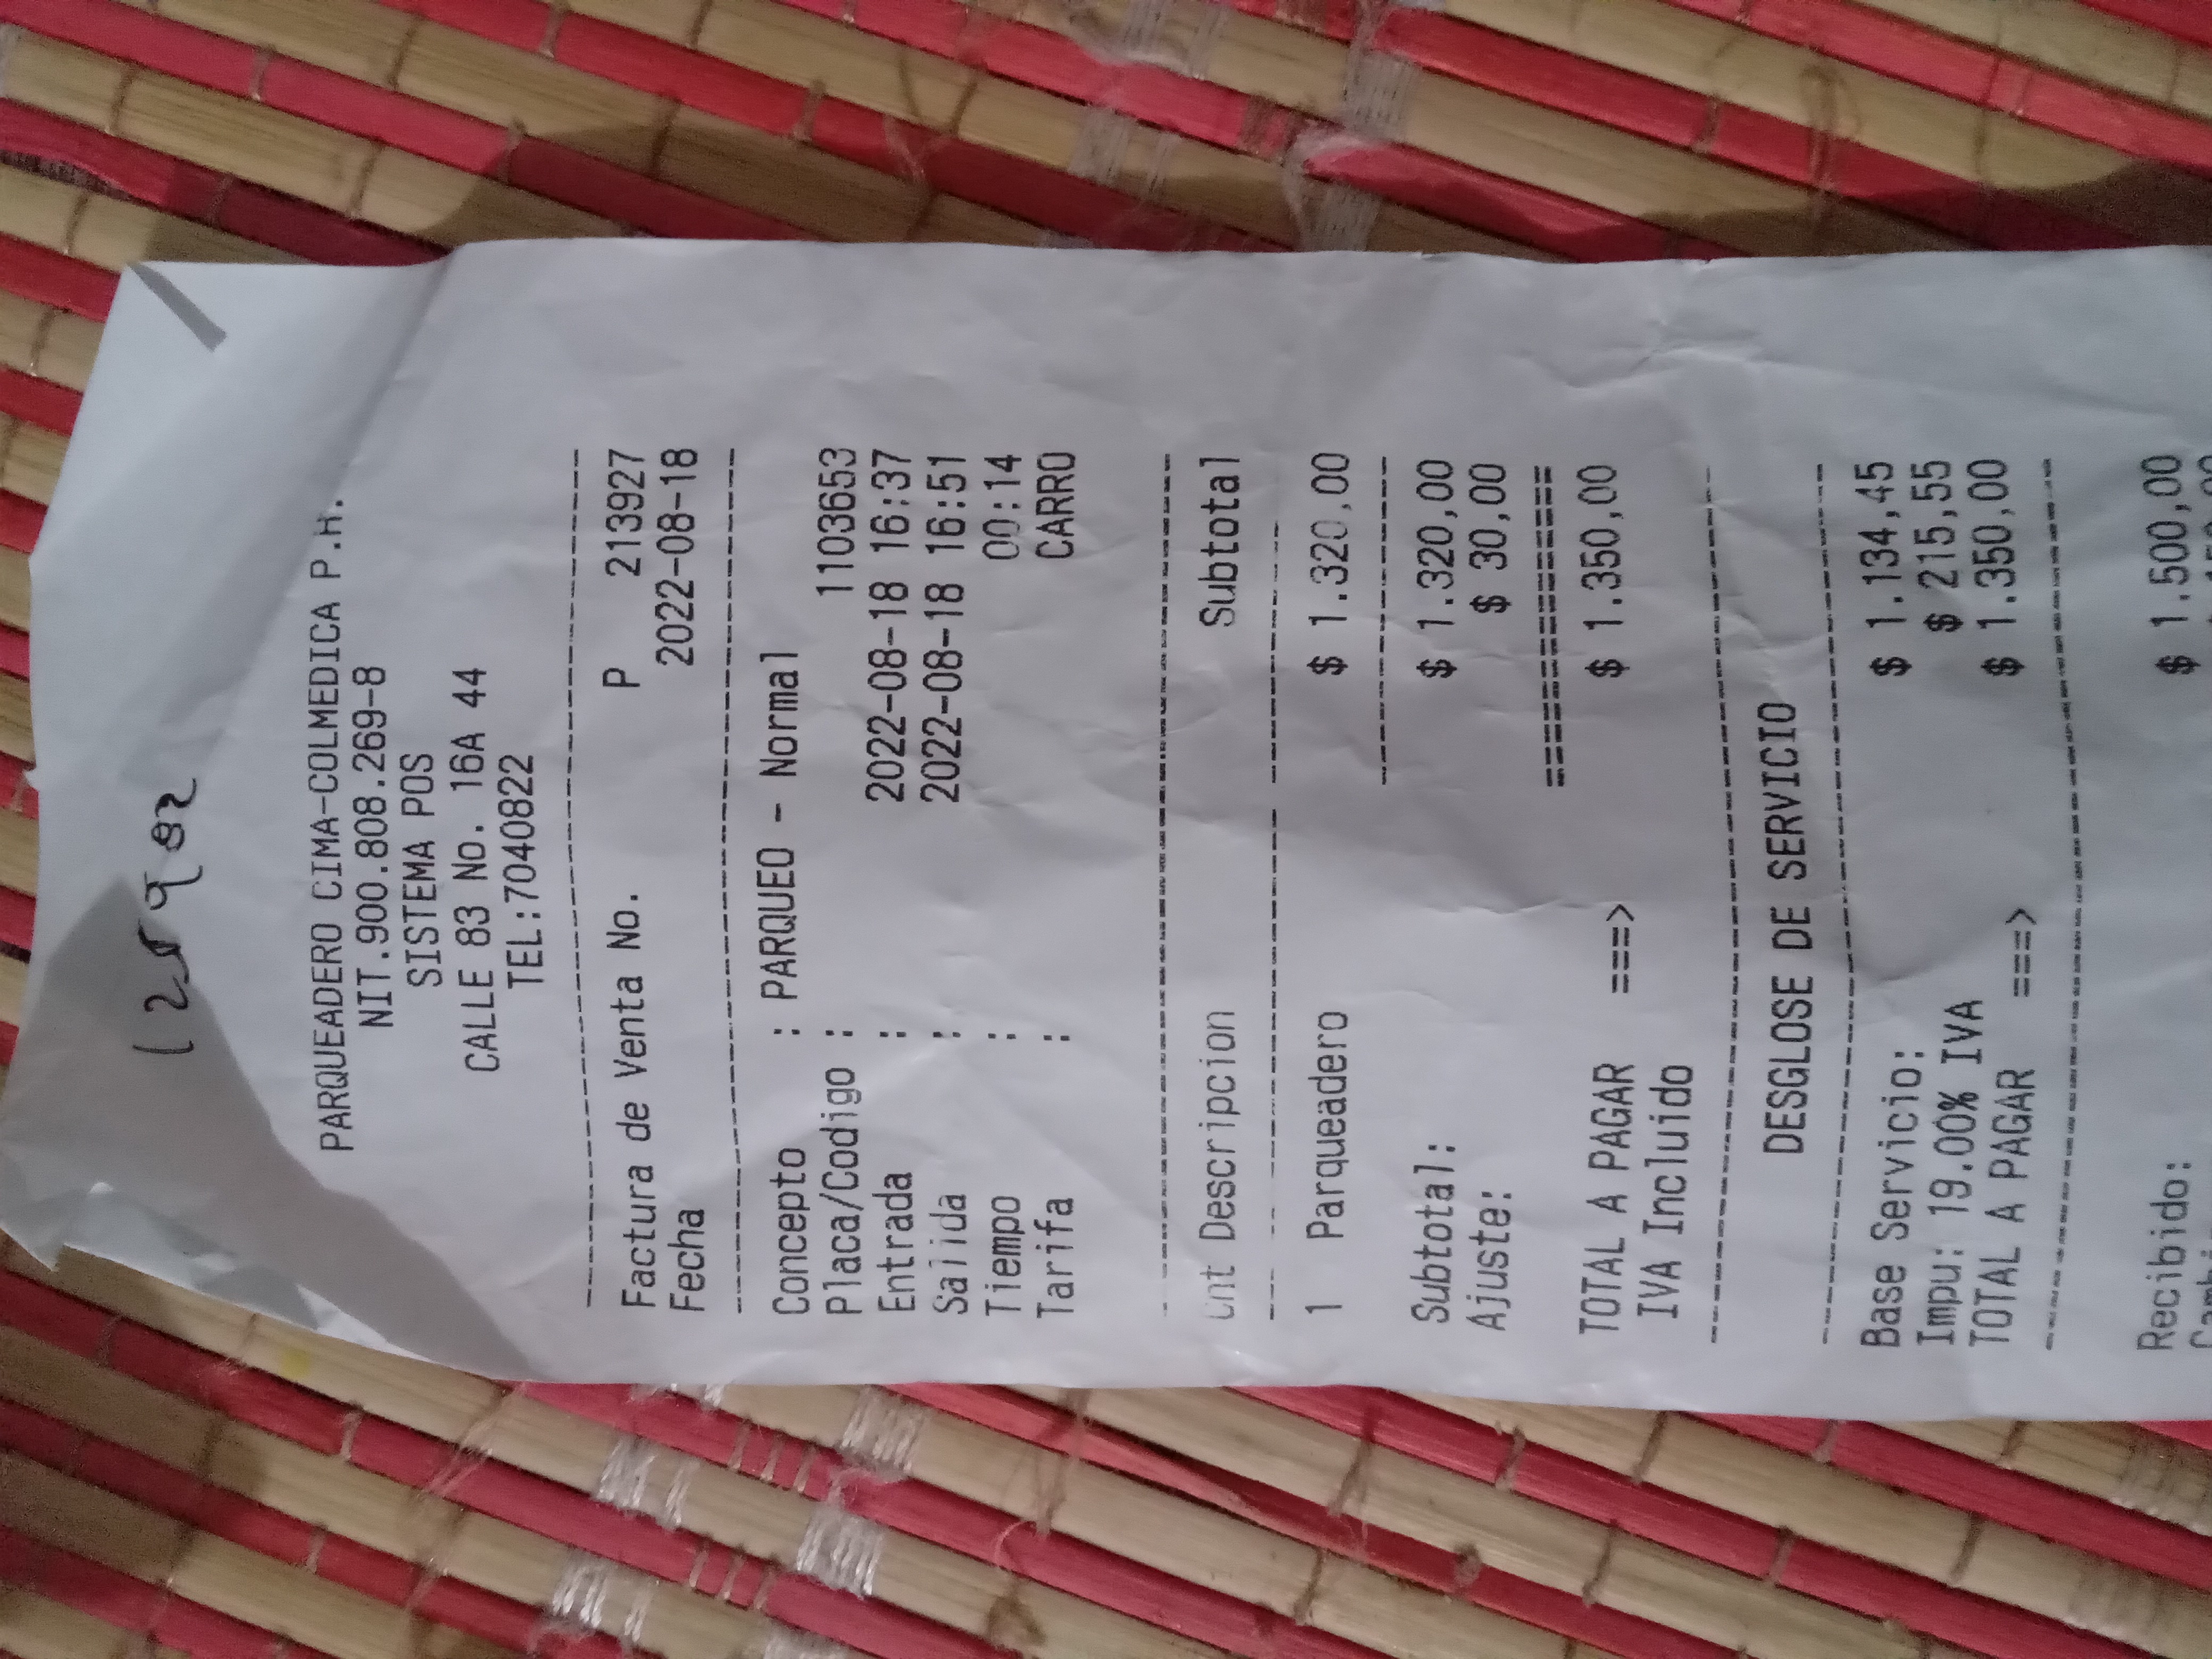 PARQUEADERO CIMA-COLMEDICA P.H.
NIT.900.808.269-8
SISTEMA POS
CALLE 83 No. 16A 44
TEL:7040822
Factura de Venta No. P 213927
Fecha 2022-08-18
Concepto : PARQUEO - Normal
Placa/Codigo : 1103653
Entrada : 2022-08-18 16:37
Salida : 2022-08-18 16:51
Tiempo : 00:14
Tarifa : CARRO
Cnt Descripcion Subtotal
1 Parqueadero $ 1.320,00
Subtotal: $ 1.320,00
Ajuste: $ 30,00
TOTAL A PAGAR ===> $ 1.350,00
IVA Incluido
DESGLOSE DE SERVICIO
Base Servicio: $ 1.134,45
Impu: 19.00% IVA $ 215,55
TOTAL A PAGAR ===> $ 1.350,00
Recibido: $ 1.500,00